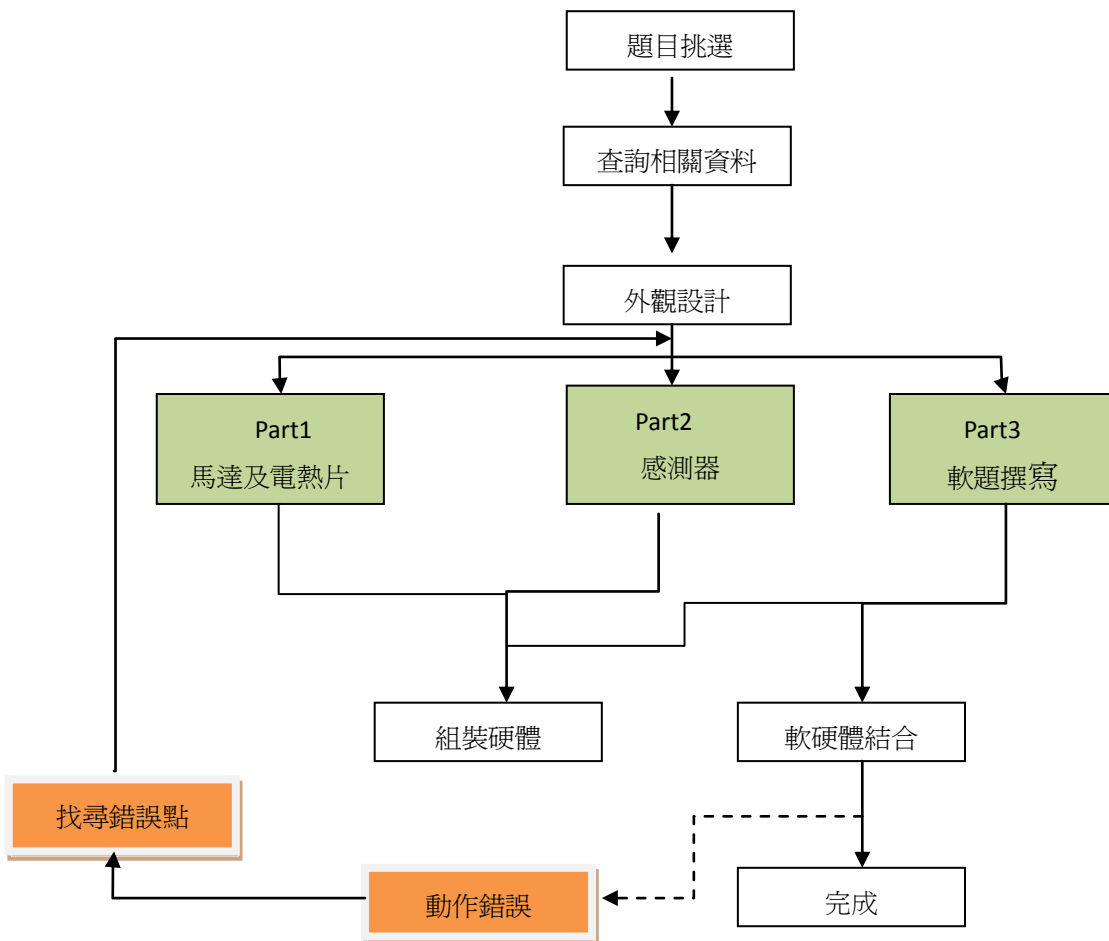 題目挑選
查詢相關資料
外觀設計
Part1
馬達及電熱片
Part2
感測器
Part3
軟題撰寫
組裝硬體
軟硬體結合
找尋錯誤點
動作錯誤
完成